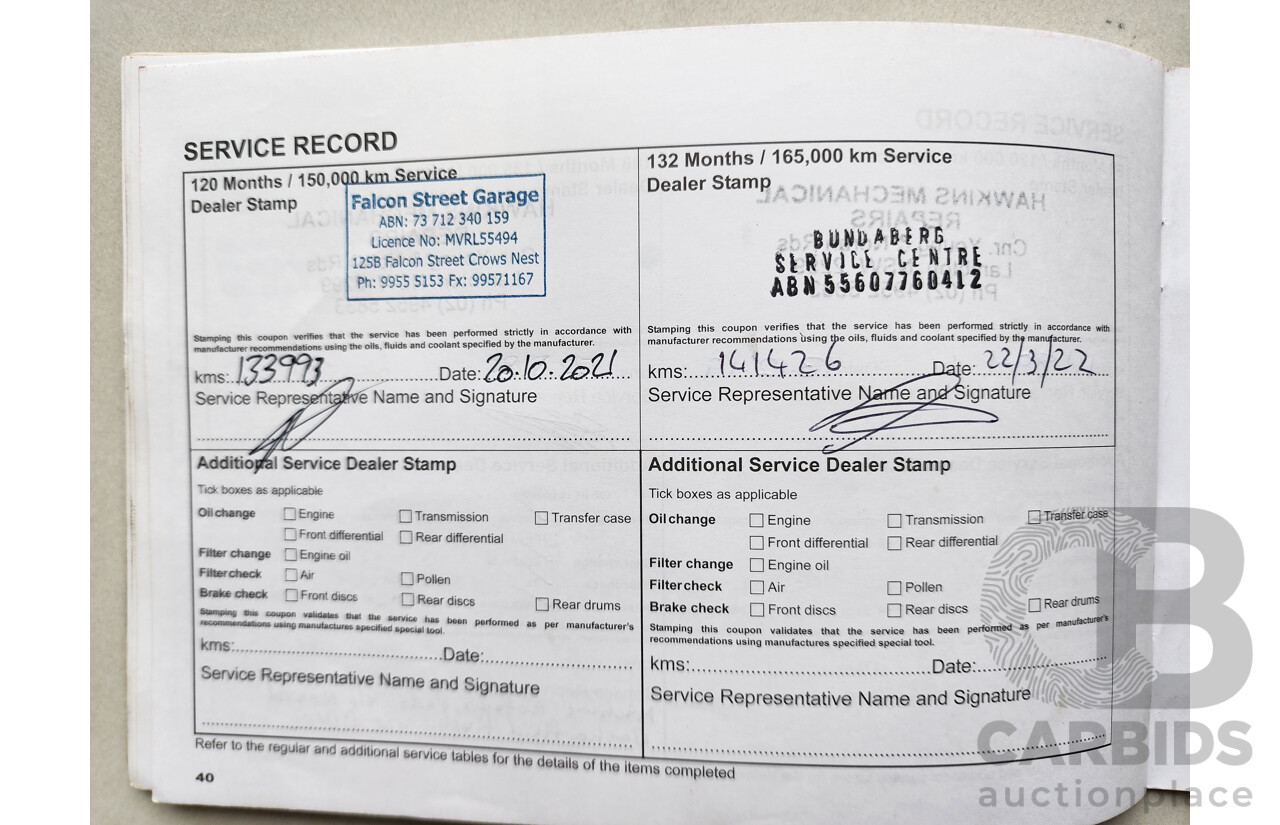 SERVICE RECORD
120 Months / 150,000 km Service
Dealer Stamp
Falcon Street Garage
ABN: 73 712 340 159
Licence No: MVRL55494
125B Falcon Street Crows Nest
Ph: 9955 5153 Fx: 99571167
Stamping this coupon verifies that the service has been performed strictly in accordance with
manufacturer recommendations using the oils, fluids and coolant specified by the manufacturer.
kms: 133993 Date: 20.10.2021
Service Representative Name and Signature
Additional Service Dealer Stamp
Tick boxes as applicable
Oil change Engine Transmission Transfer case
Front differential Rear differential
Filter change Engine oil
Filter check Air Pollen
Brake check Front discs Rear discs Rear drums
Stamping this coupon validates that the service has been performed as per manufacturer's
recommendations using manufactures specified special tool.
kms: Date:
Service Representative Name and Signature
132 Months / 165,000 km Service
Dealer Stamp
BUNDABERG
SERVICE CENTRE
ABN 55607760412
Stamping this coupon verifies that the service has been performed strictly in accordance with
manufacturer recommendations using the oils, fluids and coolant specified by the manufacturer.
kms: 141426 Date: 22/3/22
Service Representative Name and Signature
Additional Service Dealer Stamp
Tick boxes as applicable
Oil change Engine Transmission Transfer case
Front differential Rear differential
Filter change Engine oil
Filter check Air Pollen
Brake check Front discs Rear discs Rear drums
Stamping this coupon validates that the service has been performed as per manufacturer's
recommendations using manufactures specified special tool.
kms: Date:
Service Representative Name and Signature
Refer to the regular and additional service tables for the details of the items completed
40
CARBIDS
auctionplace